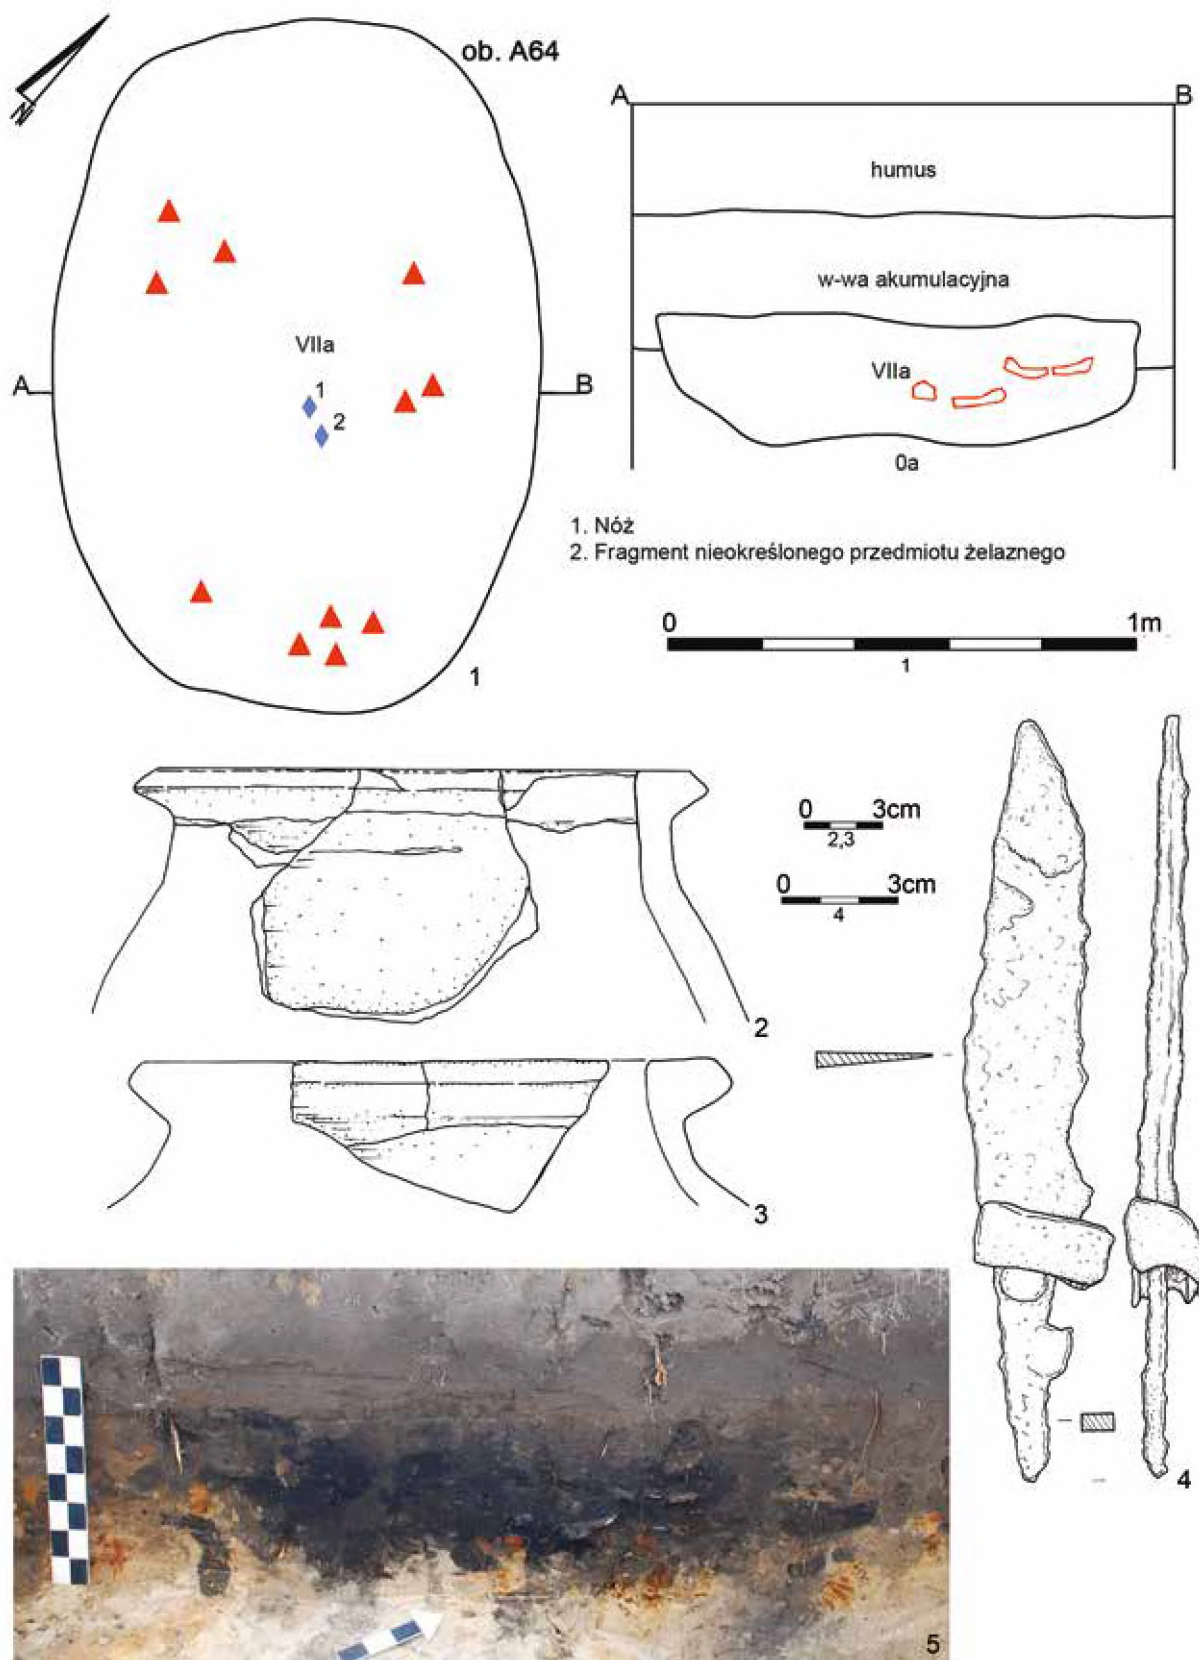 N
ob. A64
VIIa
A
B
1
2
1
A
B
humus
w-wa akumulacyjna
VIIa
0a
1. Nóż
2. Fragment nieokreślonego przedmiotu żelaznego
0 1m
1
2
0 3cm
2,3
0 3cm
4
3
4
5